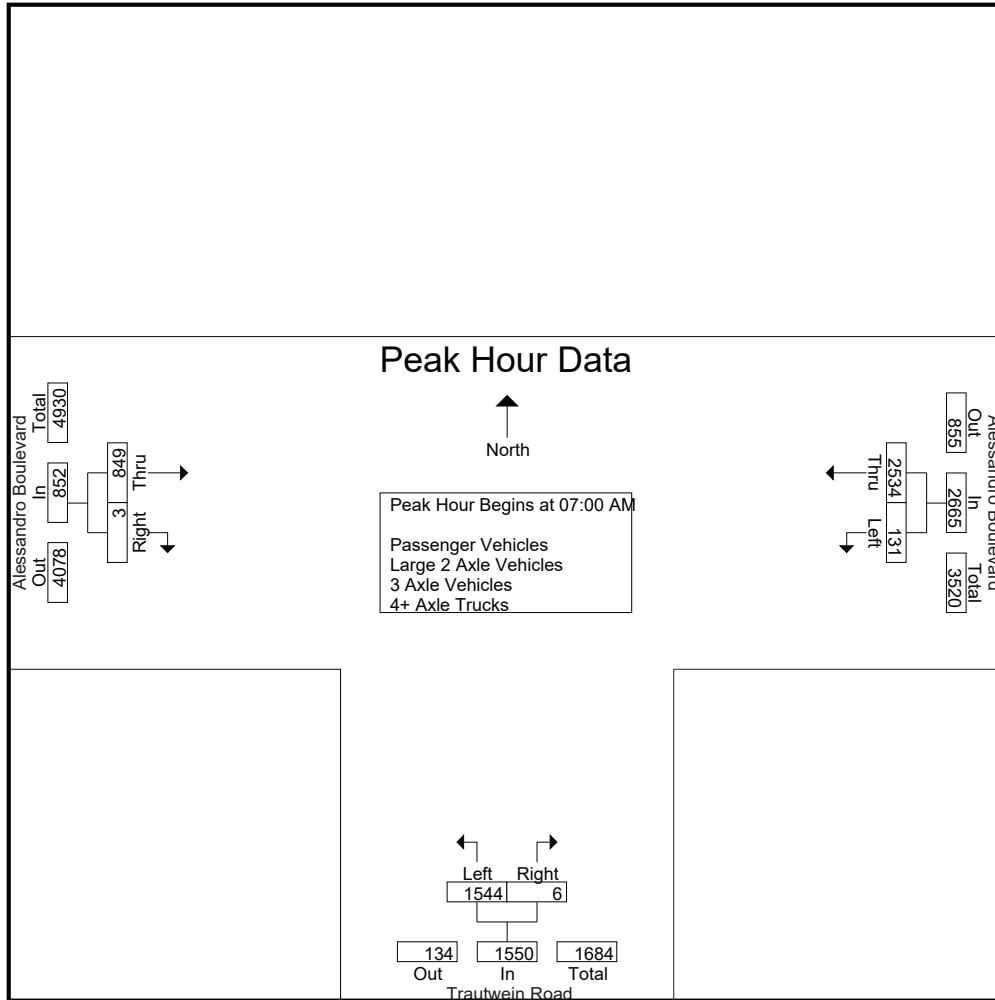 Peak Hour Data
North
Peak Hour Begins at 07:00 AM
Passenger Vehicles
Large 2 Axle Vehicles
3 Axle Vehicles
4+ Axle Trucks
Alessandro Boulevard
Out In Total
4078 852 4930
Right Thru
3 849
Alessandro Boulevard
Out In Total
855 2665 3520
Thru Left
2534 131
Left Right
1544 6
134 1550 1684
Out In Total
Trautwein Road